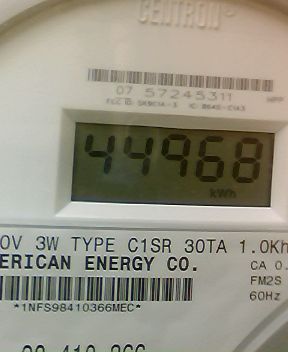 CENTRON®
07 57245311
44968
kWh
0V 3W TYPE C1SR 30TA 1.0Kh
ERICAN ENERGY CO.
CA 0.
FM2S
60Hz
*1NFS98410366MEC*